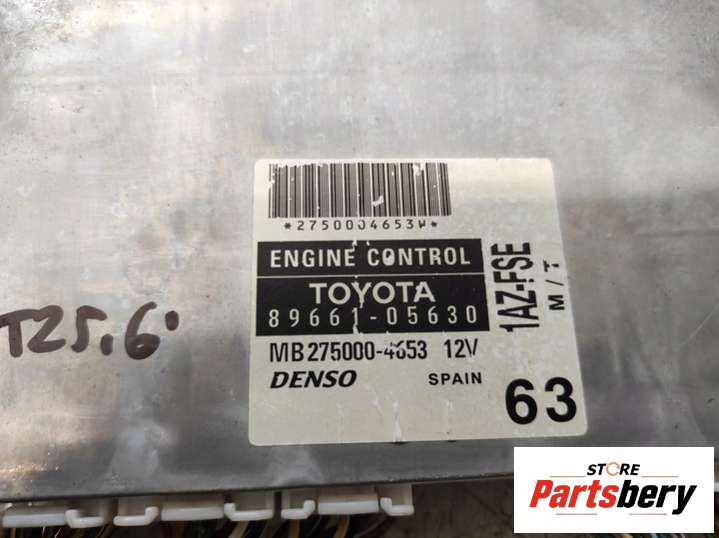 *2750004653W*
ENGINE CONTROL
TOYOTA
89661-05630
MB275000-4653 12V
DENSO SPAIN
1AZ-FSE
M/T
63
T25,6'
STORE
Partsbery